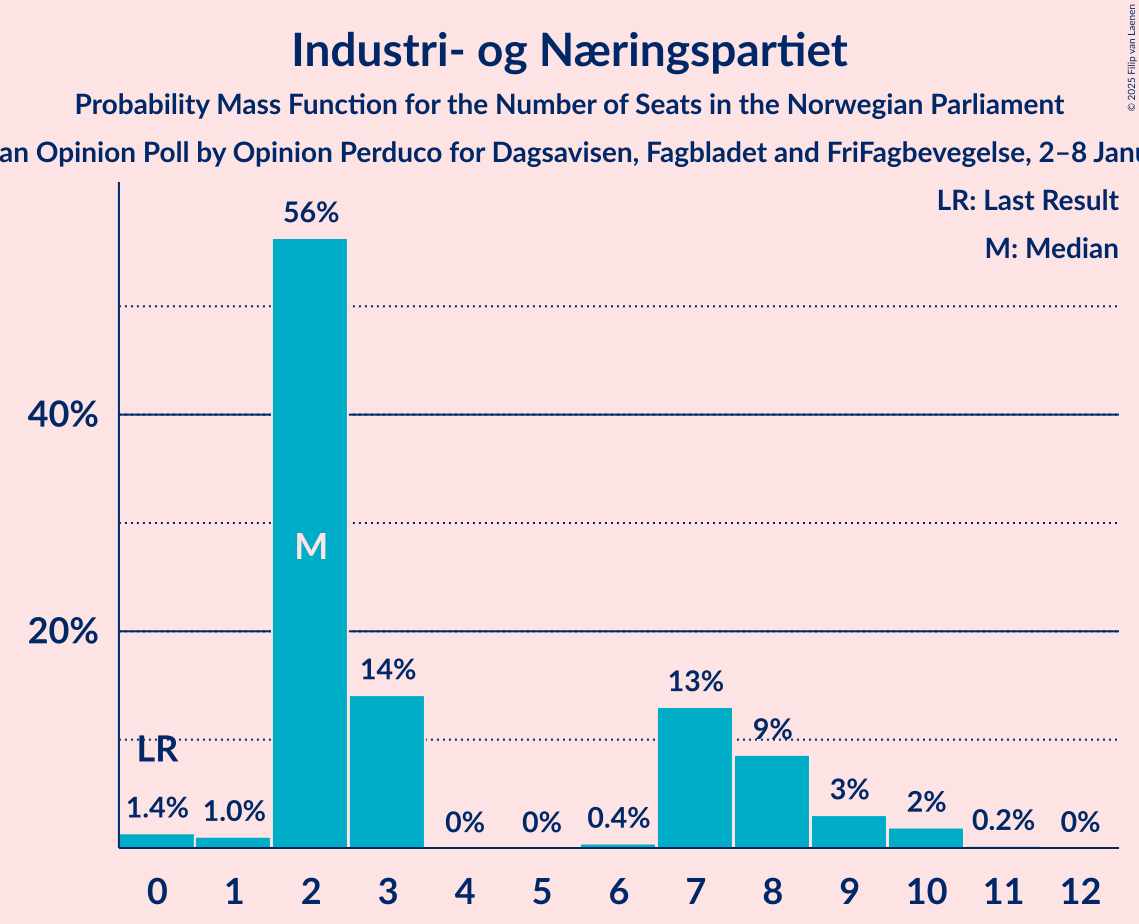 Industri- og Næringspartiet
Probability Mass Function for the Number of Seats in the Norwegian Parliament
an Opinion Poll by Opinion Perduco for Dagsavisen, Fagbladet and FriFagbevegelse, 2–8
© 2025 Filip van Laenen
LR: Last Result
M: Median
56%
40%
M
20%
14%
13%
9%
LR
1.4%
1.0%
0%
0%
0.4%
3%
2%
0.2%
0%
0 1 2 3 4 5 6 7 8 9 10 11 12